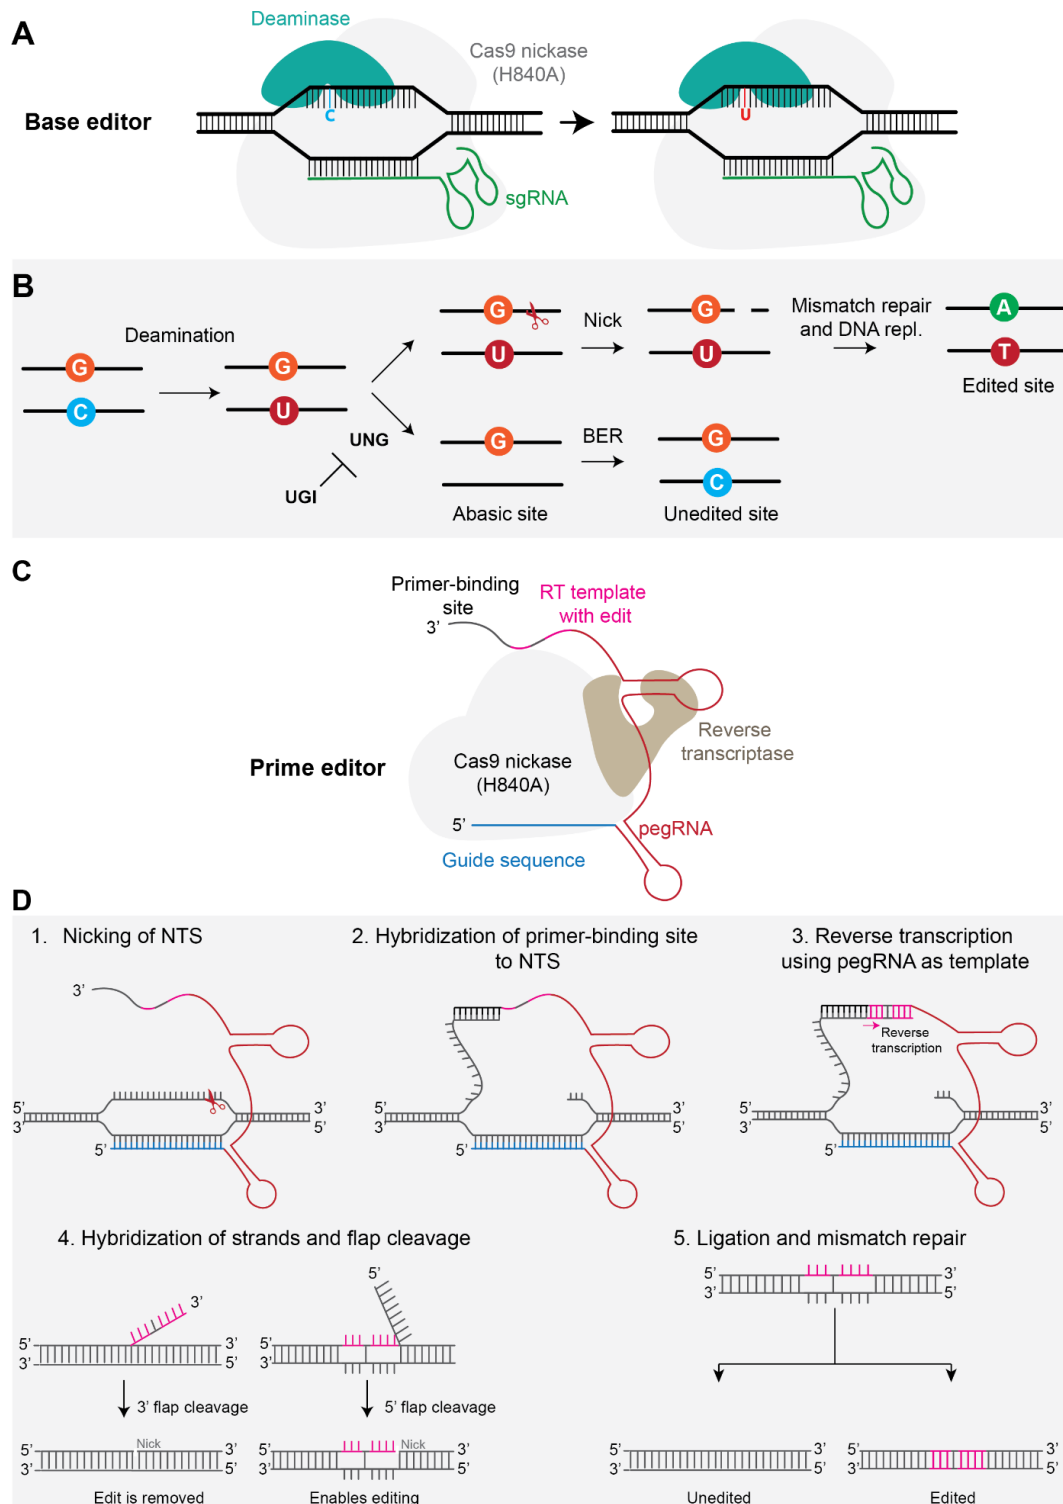 A
Deaminase
Cas9 nickase
(H840A)
Base editor
C
U
sgRNA
B
Deamination
G
C
G
U
UNG
UGI
G
U
Nick
G
U
Mismatch repair
and DNA repl.
A
T
Edited site
G
Abasic site
BER
G
C
Unedited site
C
Primer-binding
site
3’
RT template
with edit
Reverse
transcriptase
Prime editor
Cas9 nickase
(H840A)
5’
pegRNA
Guide sequence
D
1. Nicking of NTS
3’
5’
3’
3’
5’
5’
2. Hybridization of primer-binding site
to NTS
5’
3’
3’
5’
5’
3. Reverse transcription
using pegRNA as template
Reverse
transcription
5’
3’
3’
5’
5’
4. Hybridization of strands and flap cleavage
3’
5’
3’
3’
5’
3’ flap cleavage
Nick
5’
3’
3’
5’
Edit is removed
5’
5’
3’
5’ flap cleavage
Nick
5’
3’
3’
5’
Enables editing
5. Ligation and mismatch repair
5’
3’
3’
5’
5’
3’
Unedited
3’
5’
Edited